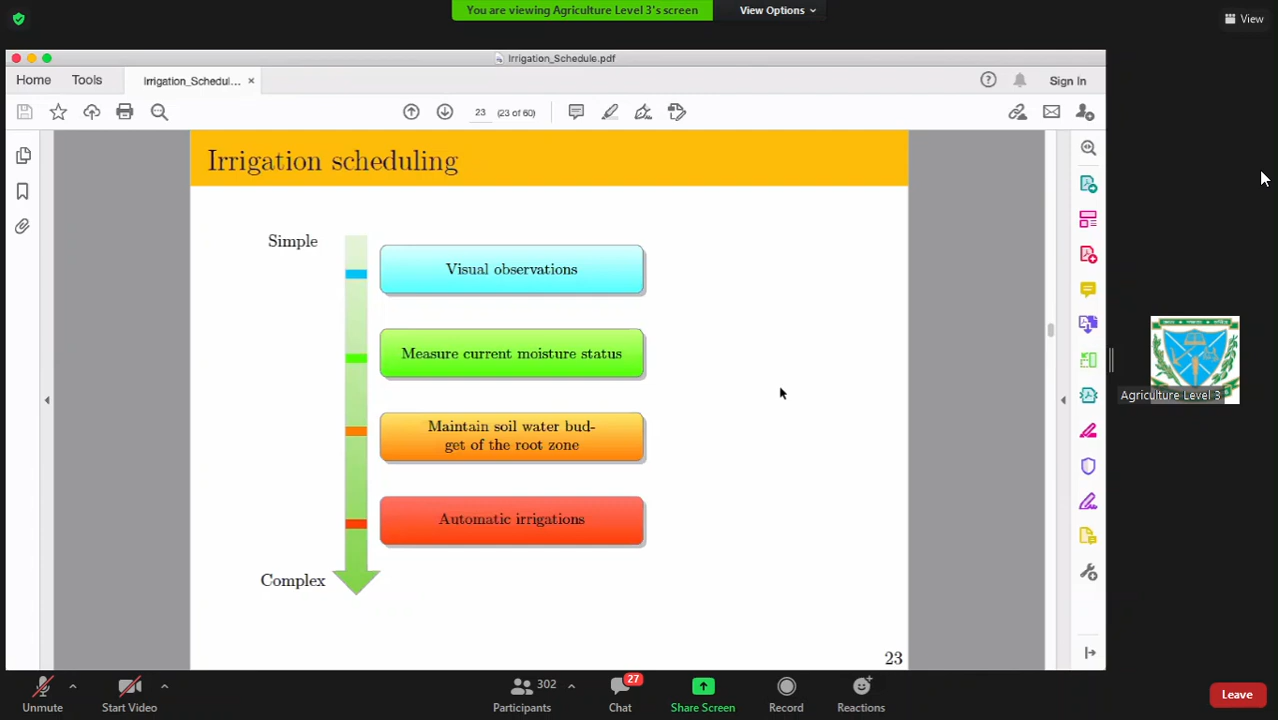 You are viewing Agriculture Level 3's screen
View Options
View
Irrigation_Schedule.pdf
Home
Tools
Irrigation_Schedul...
Sign In
23
(23 of 60)
Irrigation scheduling
Simple
Visual observations
Measure current moisture status
Maintain soil water bud-
get of the root zone
Automatic irrigations
Complex
23
Agriculture Level 3
Unmute
Start Video
302
Participants
27
Chat
Share Screen
Record
Reactions
Leave